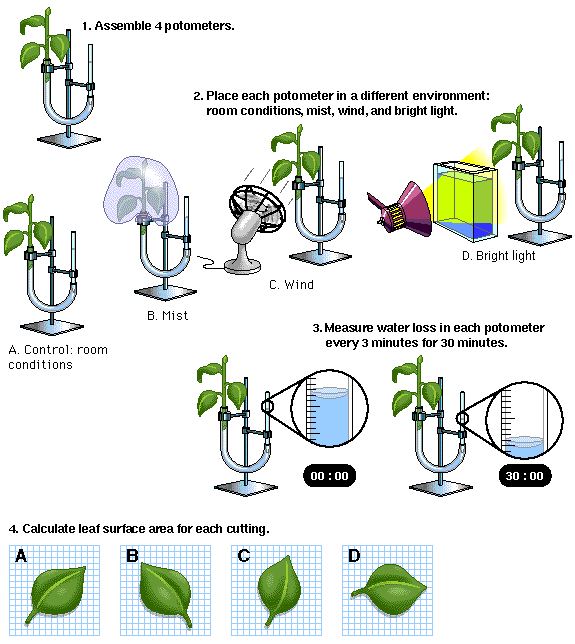 1. Assemble 4 potometers.
2. Place each potometer in a different environment:
room conditions, mist, wind, and bright light.
D. Bright light
C. Wind
B. Mist
A. Control: room
conditions
3. Measure water loss in each potometer
every 3 minutes for 30 minutes.
00 : 00
30 : 00
4. Calculate leaf surface area for each cutting.
A
B
C
D